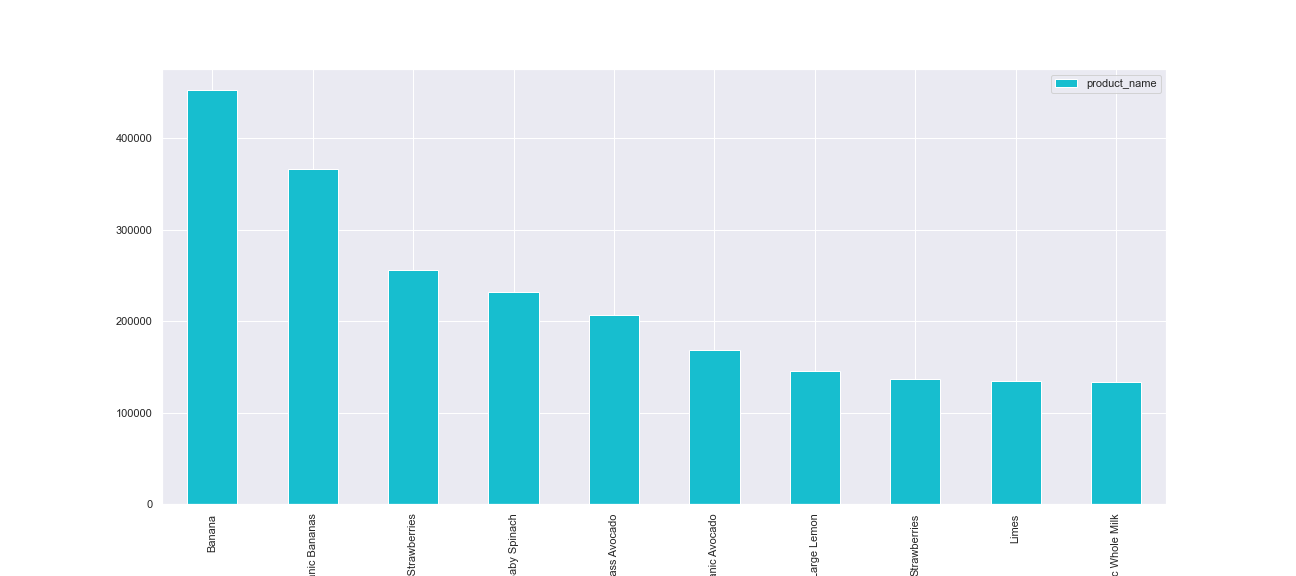 product_name
400000
300000
200000
100000
0
Banana
nic Bananas
Strawberries
aby Spinach
ass Avocado
anic Avocado
Large Lemon
Strawberries
Limes
c Whole Milk